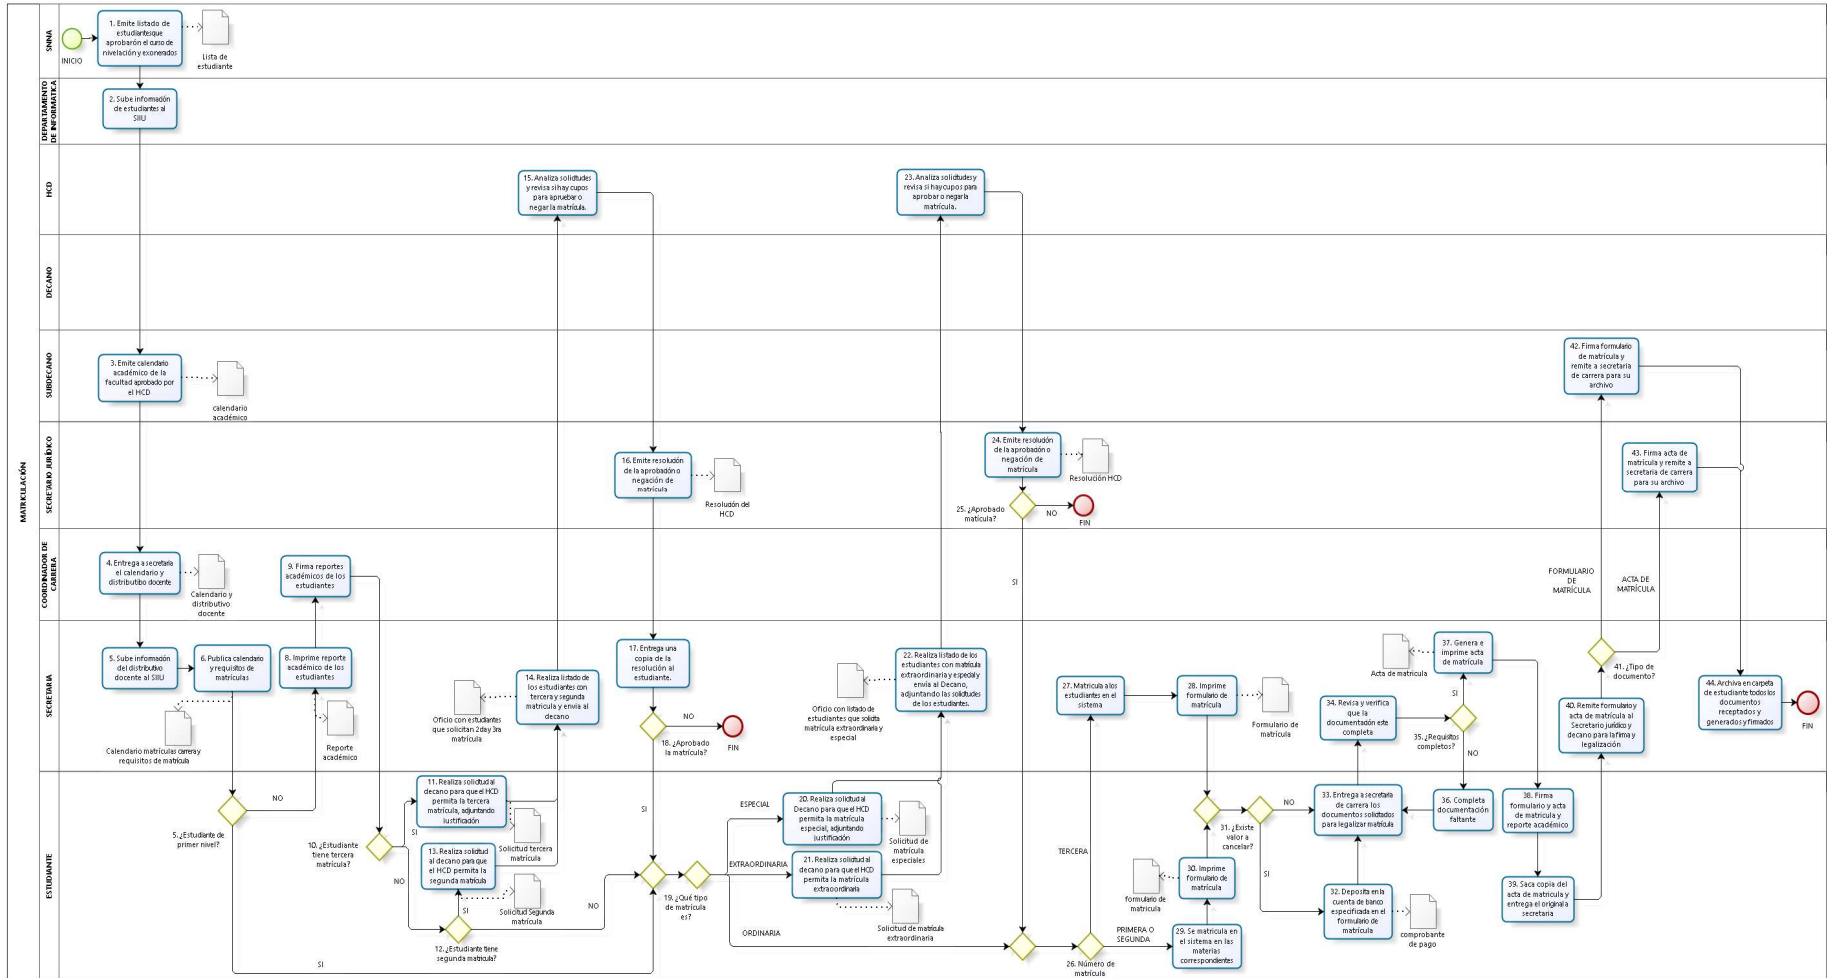 MATRICULACIÓN
SNNA
INICIO
1. Emite listado de
estudiantesque
aprobarón el curso de
nivelación y exonerados
Lista de
estudiante
DEPARTAMENTO
DE INFORMATICA
2. Sube información
de estudiantes al
SIIU
HCD
15. Analiza solicitudes
y revisa si hay cupos
para apruebar o
negar la matrícula.
23. Analiza solicitudes y
revisa si hay cupos para
aprobar o negar la
matrícula.
DECANO
SUBDECANO
3. Emite calendario
académico de la
facultad aprobado por
el HCD
calendario
académico
42. Firma formulario
de matrícula y
remite a secretaria
de carrera para su
archivo
SECRETARIO JURÍDICO
16. Emite resolución
de la aprobación o
negación de
matrícula
Resolución del
HCD
24. Emite resolución
de la aprobación o
negación de
matrícula
Resolución HCD
25. ¿Aprobado
matícula?
NO
FIN
SI
43. Firma acta de
matrícula y remite a
secretaria de carrera
para su archivo
COORDINADOR DE
CARRERA
4. Entrega a secretaria
el calendario y
distributibo docente
Calendario y
distributivo
docente
9. Firma reportes
académicos de los
estudiantes
FORMULARIO
DE
MATRÍCULA
ACTA DE
MATRÍCULA
SECRETARIA
5. Sube información
del distributivo
docente al SIIU
6. Publica calendario
y requisitos de
matrículas
Calendario matrículas carrera y
requisitos de matrícula
8. Imprime reporte
académico de los
estudiantes
Reporte
académico
Oficio con estudiantes
que solicitan 2da y 3ra
matrícula
14. Realiza listado de
los estudiantes con
tercera y segunda
matricula y envía al
decano
17. Entrega una
copia de la
resolución al
estudiante.
18. ¿Aprobado
la matrícula?
NO
FIN
SI
Oficio con listado de
estudiantes que solicita
matrícula extraordinaria y
especial
22. Realiza listado de los
estudiantes con matrícula
extraordinaria y especial y
envía al Decano,
adjuntando las solicitudes
de los estudiantes.
27. Matricula a los
estudiantes en el
sistema
28. Imprime
formulario de
matrícula
Formulario de
matrícula
34. Revisa y verifica
que la
documentación este
completa
35. ¿Requisitos
completos?
SI
NO
Acta de matricula
37. Genera e
imprime acta
de matrícula
41. ¿Tipo de
documento?
40. Remite formulario y
acta de matrícula al
Secretario jurídico y
decano para la firma y
legalización
44. Archiva en carpeta
de estudiante todos los
documentos
receptados y
generados y firmados
FIN
ESTUDIANTE
5. ¿Estudiante de
primer nivel?
NO
SI
10. ¿Estudiante
tiene tercera
matrícula?
SI
NO
11. Realiza solicitud al
decano para que el HCD
permita la tercera
matrícula, adjuntando
justificación
Solicitud tercera
matrícula
13. Realiza solicitud
al decano para que
el HCD permita la
segunda matrícula
Solicitud Segunda
matrícula
SI
12. ¿Estudiante tiene
segunda matrícula?
NO
19. ¿Qué tipo
de matrícula
es?
ESPECIAL
EXTRAORDINARIA
ORDINARIA
20. Realiza solicitud al
Decano para que el HCD
permita la matrícula
especial, adjuntando
justificación
Solicitud de
matrícula
especiales
21. Realiza solicitud al
decano para que el HCD
permita la matrícula
extraoordinaria
Solicitud de matrícula
extraordinaria
26. Número de
matrícula
TERCERA
PRIMERA O
SEGUNDA
29. Se matricula en
el sistema en las
materias
correspondientes
30. Imprime
formulario de
matrícula
formulario de
matricula
31. ¿Existe
valor a
cancelar?
NO
SI
32. Deposita en la
cuenta de banco
especificada en el
formulario de
matrícula
comprobante
de pago
33. Entrega a secretaria
de carrera los
documentos solicitados
para legalizar matrícula
36. Completa
documentación
faltante
38. Firma
formulario y acta
de matricula y
reporte académico
39. Saca copia del
acta de matricula y
entrega el original a
secretaria